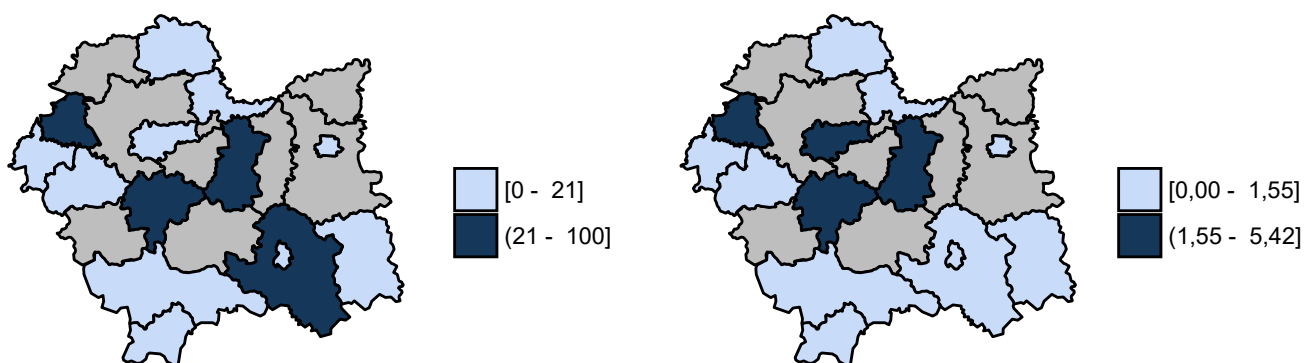 [0 - 21]
(21 - 100]
[0,00 - 1,55]
(1,55 - 5,42]